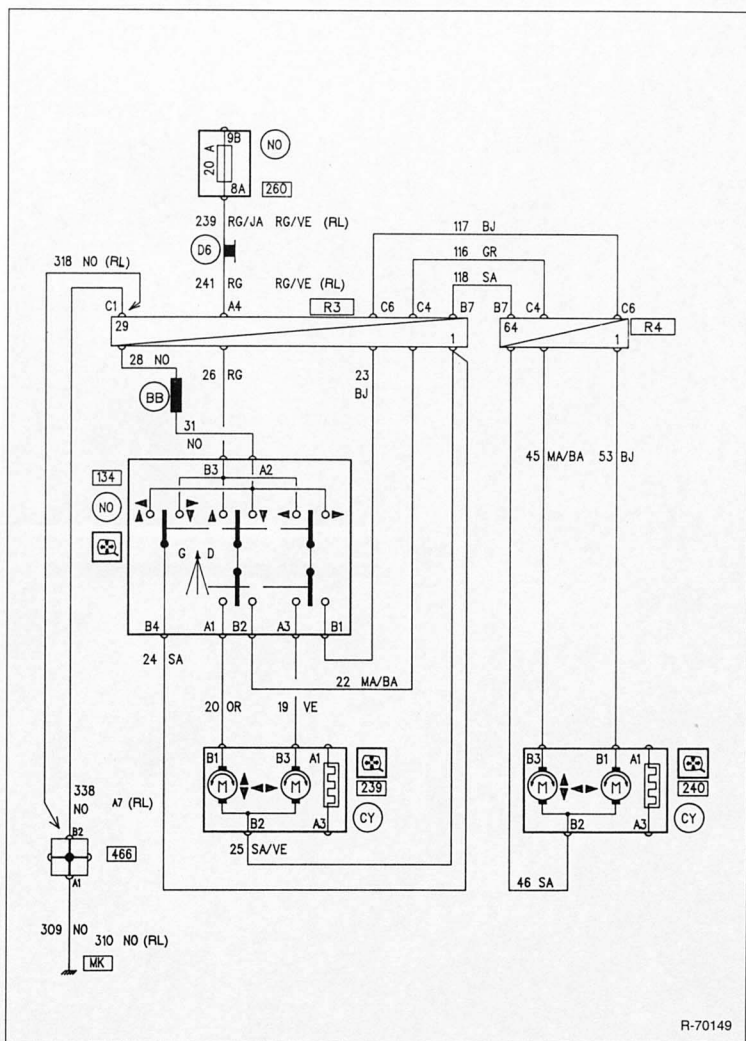 9B
20 A
NO
8A
260
239 RG/JA RG/VE (RL)
D6
241 RG RG/VE (RL)
117 BJ
116 GR
118 SA
318 NO (RL)
C1
A4
R3
C6
C4
B7
B7
C4
C6
29
1
64
1
R4
28 NO
26 RG
23 BJ
BB
31 NO
45 MA/BA
53 BJ
134
NO
B3
A2
G D
B4
A1
B2
A3
B1
24 SA
22 MA/BA
20 OR
19 VE
B1
B3
A1
M
M
B2
A3
239
CY
25 SA/VE
B3
B1
A1
M
M
B2
A3
240
CY
46 SA
338 NO
A7 (RL)
B2
466
A1
309 NO
310 NO (RL)
MK
R-70149